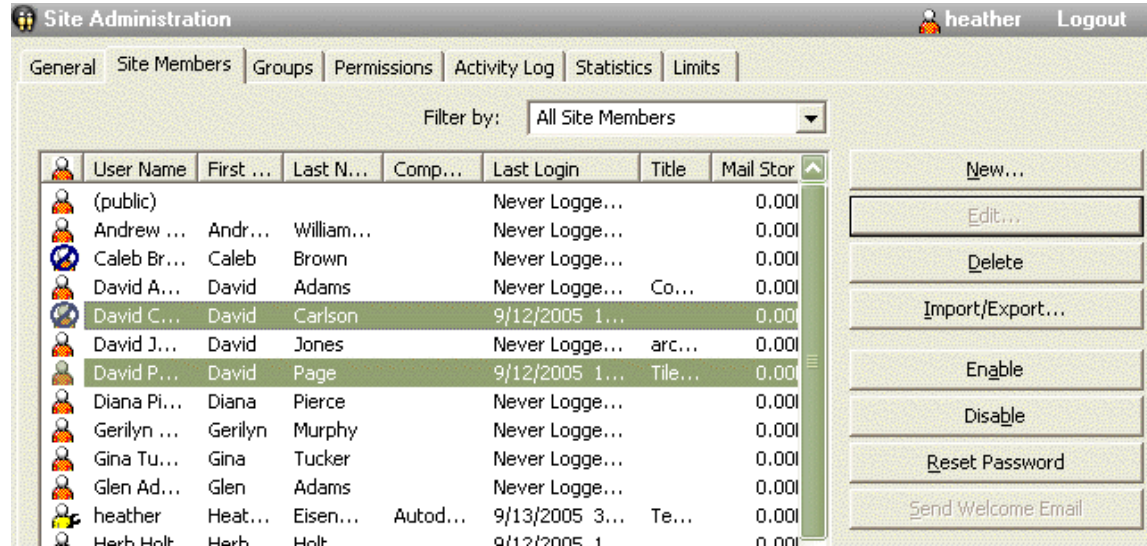 Site Administration heather Logout
General Site Members Groups Permissions Activity Log Statistics Limits
Filter by: All Site Members
User Name First ... Last N... Comp... Last Login Title Mail Stor
New...
(public) Never Logge... 0.00
Andrew ... Andr... William... Never Logge... 0.00
Edit...
Caleb Br... Caleb Brown Never Logge... 0.00
Delete
David A... David Adams Never Logge... Co... 0.00
David C... David Carlson 9/12/2005 1... 0.00
Import/Export...
David J... David Jones Never Logge... arc... 0.00
David P... David Page 9/12/2005 1... Tile... 0.00
Enable
Diana Pi... Diana Pierce Never Logge... 0.00
Disable
Gerilyn ... Gerilyn Murphy Never Logge... 0.00
Gina Tu... Gina Tucker Never Logge... 0.00
Reset Password
Glen Ad... Glen Adams Never Logge... 0.00
heather Heat... Eisen... Autod... 9/13/2005 3... Te... 0.00
Send Welcome Email
Herb Holt Herb Holt 9/12/2005 1 0.00